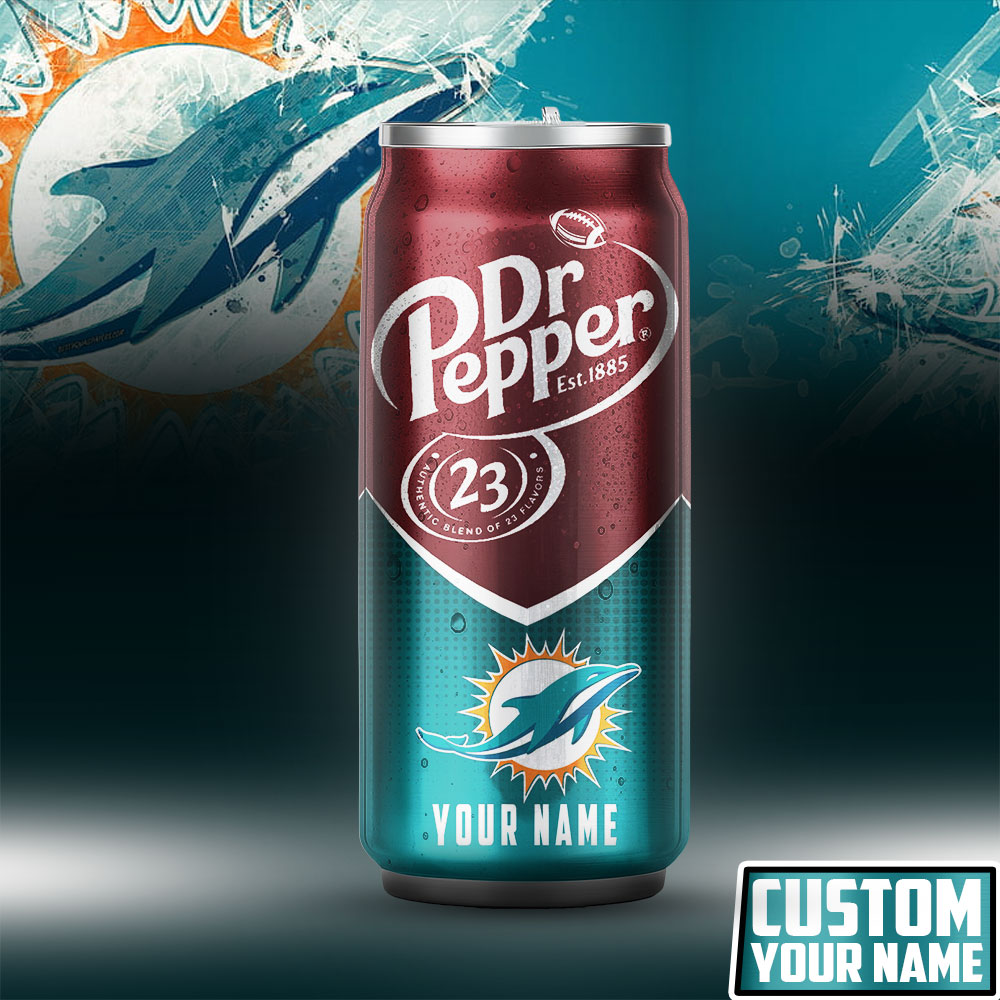 Dr
Pepper®
Est.1885
23
AUTHENTIC BLEND OF 23 FLAVORS
YOUR NAME
CUSTOM
YOUR NAME